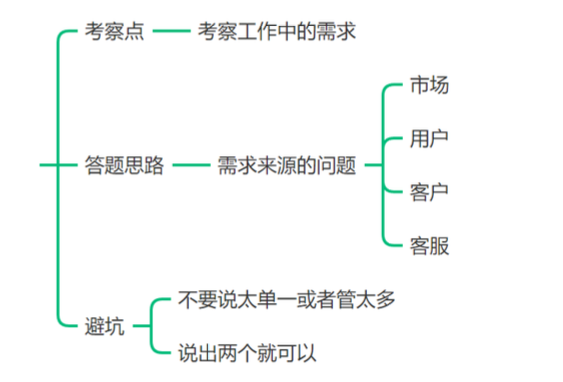 考察点
考察工作中的需求
答题思路
需求来源的问题
市场
用户
客户
客服
避坑
不要说太单一或者管太多
说出两个就可以